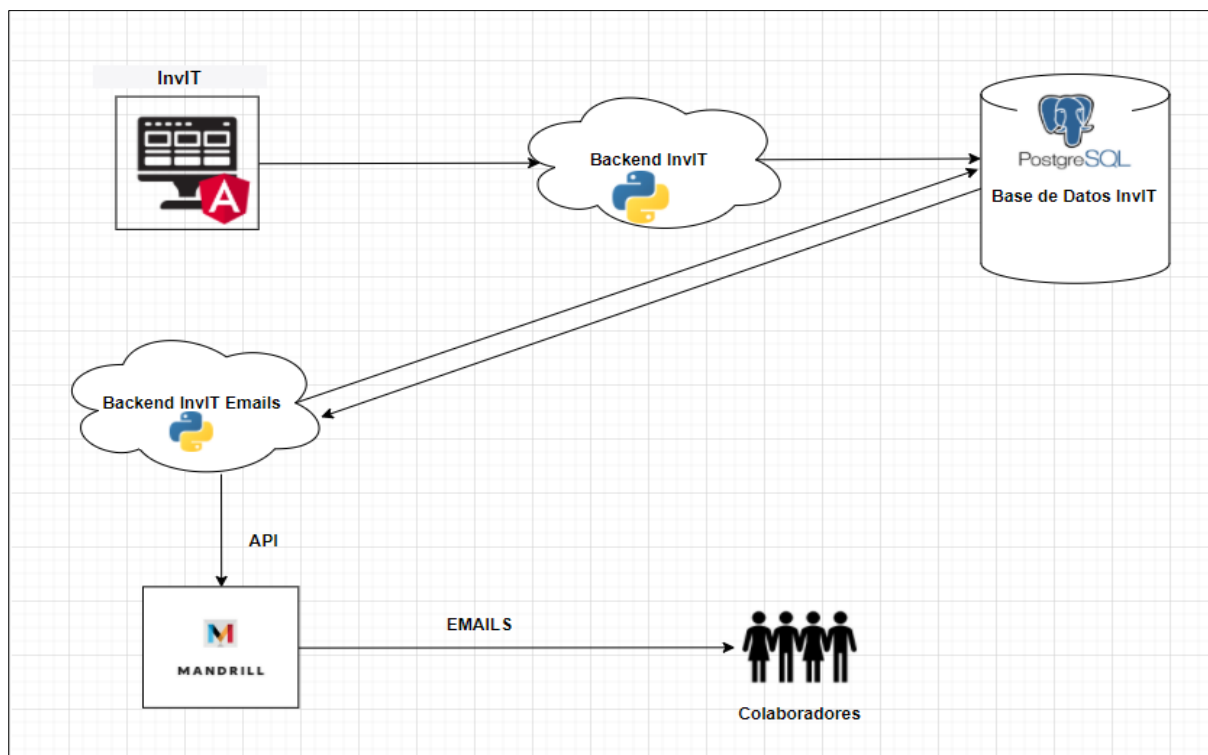 InvIT
A
Backend InvIT
PostgreSQL
Base de Datos InvIT
Backend InvIT Emails
API
M
MANDRILL
EMAILS
Colaboradores